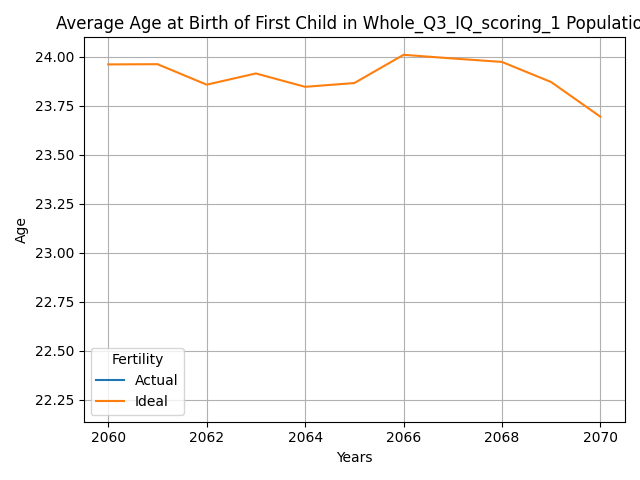 Average Age at Birth of First Child in Whole_Q3_IQ_scoring_1 Populatio
24.00
23.75
23.50
23.25
23.00
22.75
22.50
22.25
Age
Fertility
Actual
Ideal
2060 2062 2064 2066 2068 2070
Years